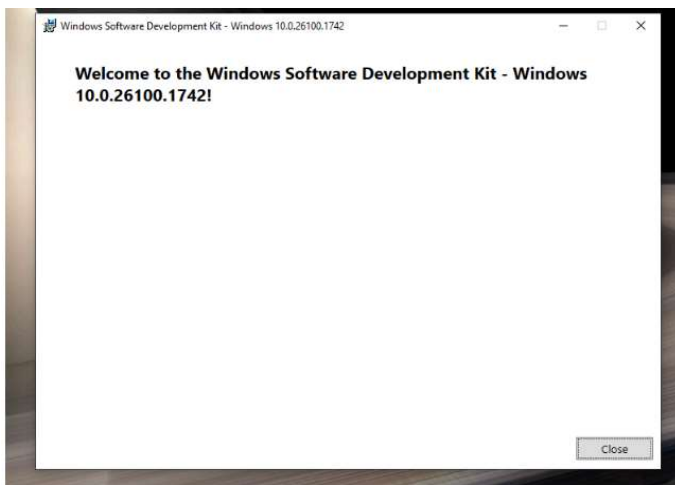 Windows Software Development Kit - Windows 10.0.26100.1742
Welcome to the Windows Software Development Kit - Windows
10.0.26100.1742!
Close